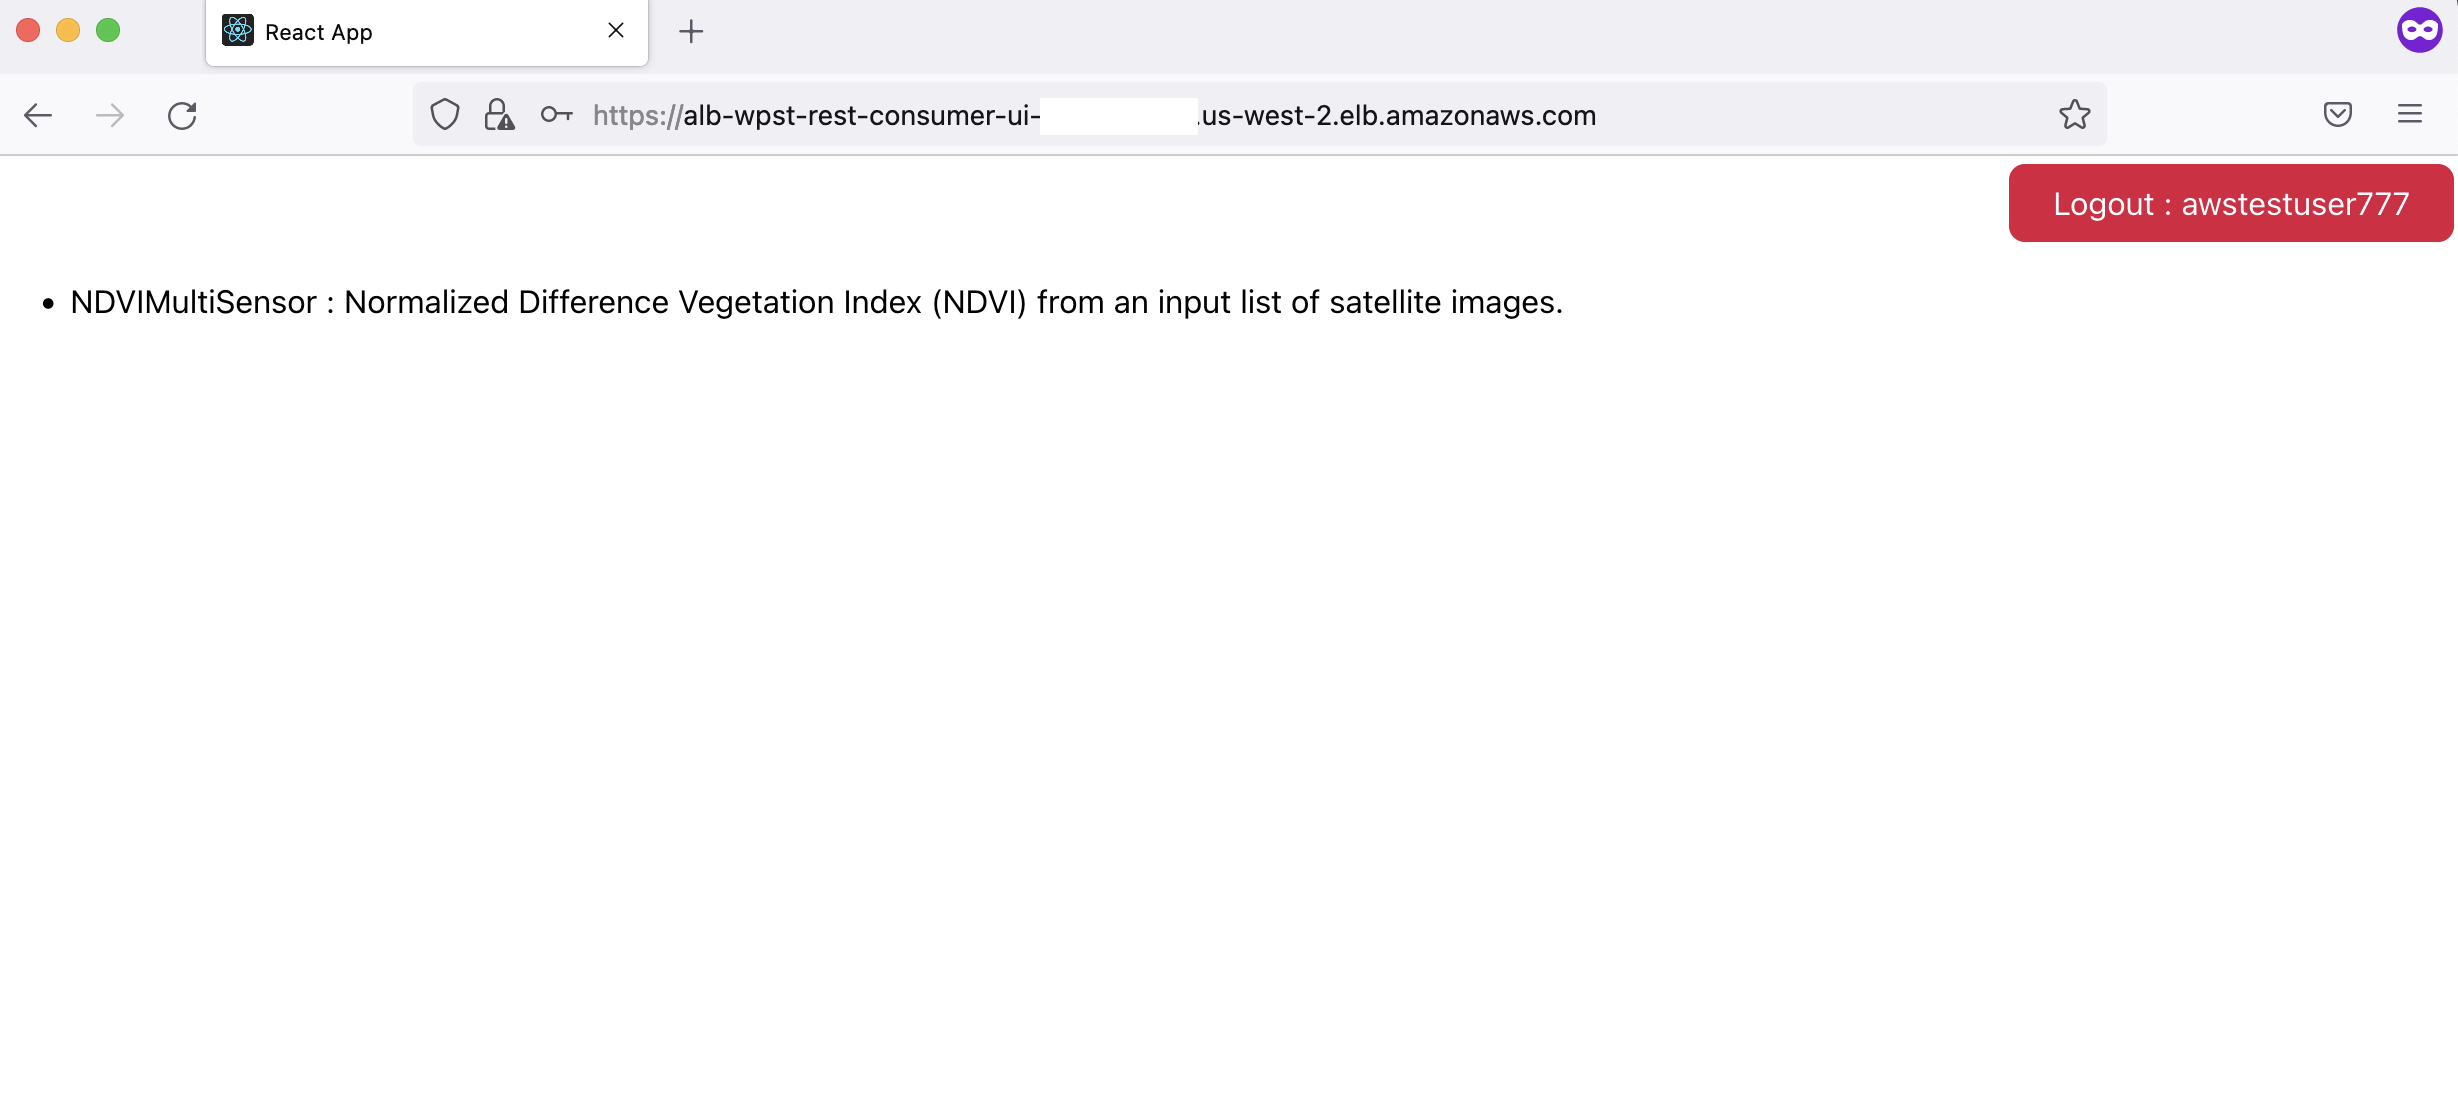 React App
https://alb-wpst-rest-consumer-ui- .us-west-2.elb.amazonaws.com
Logout : awstestuser777
• NDVIMultiSensor : Normalized Difference Vegetation Index (NDVI) from an input list of satellite images.